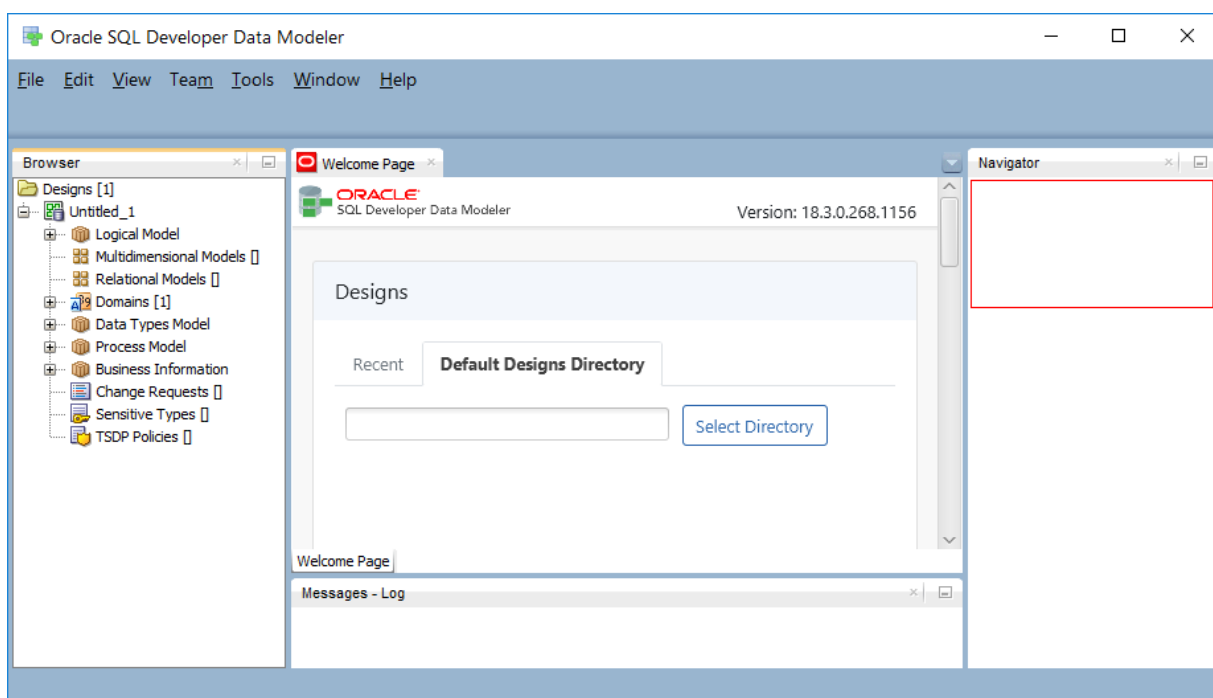 Oracle SQL Developer Data Modeler
File Edit View Team Tools Window Help
Browser
Designs [1]
Untitled_1
Logical Model
Multidimensional Models []
Relational Models []
Domains [1]
Data Types Model
Process Model
Business Information
Change Requests []
Sensitive Types []
TSDP Policies []
Welcome Page
ORACLE
SQL Developer Data Modeler
Version: 18.3.0.268.1156
Designs
Recent Default Designs Directory
Select Directory
Welcome Page
Messages - Log
Navigator